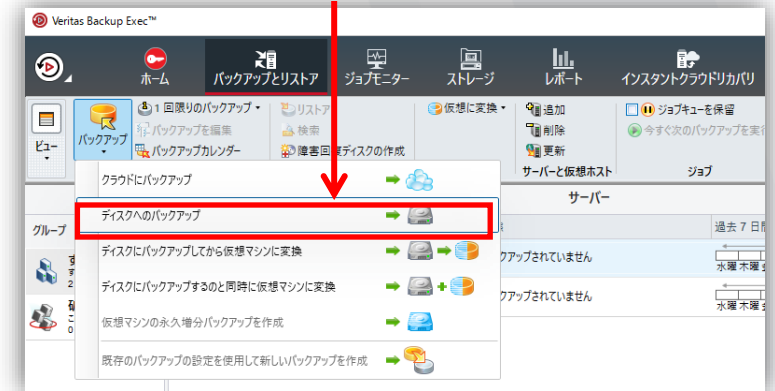 Veritas Backup Exec™
ホーム
バックアップとリストア
ジョブモニター
ストレージ
レポート
インスタントクラウドリカバリ
ビュー
バックアップ
1 回限りのバックアップ
バックアップを編集
バックアップカレンダー
リストア
検索
障害回復ディスクの作成
仮想に変換
追加
削除
更新
サーバーと仮想ホスト
ジョブキューを保留
今すぐ次のバックアップを実
ジョブ
クラウドにバックアップ
ディスクへのバックアップ
ディスクにバックアップしてから仮想マシンに変換
ディスクにバックアップするのと同時に仮想マシンに変換
仮想マシンの永久増分バックアップを作成
既存のバックアップの設定を使用して新しいバックアップを作成
サーバー
グループ
過去 7 日
アップされていません
水曜 木曜
アップされていません
水曜 木曜